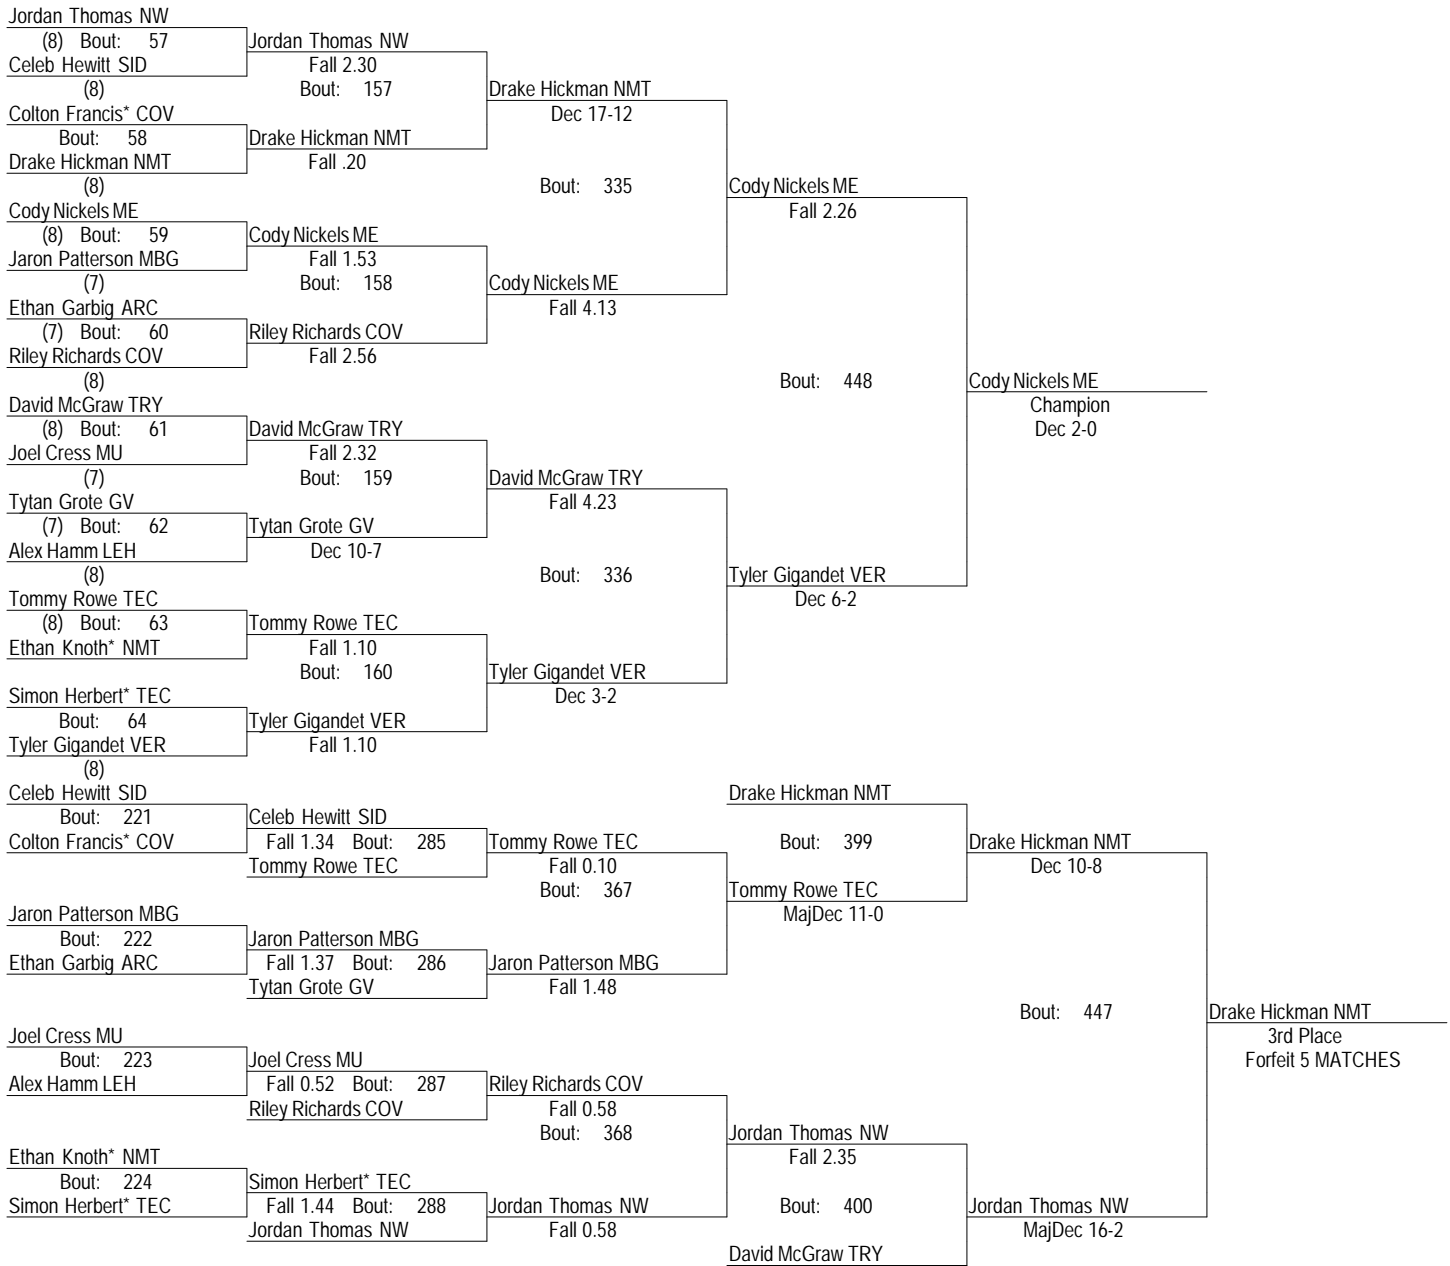 Jordan Thomas NW
(8) Bout: 57 Jordan Thomas NW
Celeb Hewitt SID Fall 2.30
(8) Bout: 157 Drake Hickman NMT
Colton Francis* COV Dec 17-12
Bout: 58 Drake Hickman NMT
Drake Hickman NMT Fall .20
(8) Bout: 335 Cody Nickels ME
Cody Nickels ME Fall 2.26
(8) Bout: 59 Cody Nickels ME
Jaron Patterson MBG Fall 1.53
(7) Bout: 158 Cody Nickels ME
Ethan Garbig ARC Fall 4.13
(7) Bout: 60 Riley Richards COV
Riley Richards COV Fall 2.56
(8) Bout: 448 Cody Nickels ME
David McGraw TRY Champion
(8) Bout: 61 David McGraw TRY Dec 2-0
Joel Cress MU Fall 2.32
(7) Bout: 159 David McGraw TRY
Tytan Grote GV Fall 4.23
(7) Bout: 62 Tytan Grote GV
Alex Hamm LEH Dec 10-7
(8) Bout: 336 Tyler Gigandet VER
Tommy Rowe TEC Dec 6-2
(8) Bout: 63 Tommy Rowe TEC
Ethan Knoth* NMT Fall 1.10
Bout: 160 Tyler Gigandet VER
Simon Herbert* TEC Dec 3-2
Bout: 64 Tyler Gigandet VER
Tyler Gigandet VER Fall 1.10
(8)
Celeb Hewitt SID Drake Hickman NMT
Bout: 221 Celeb Hewitt SID
Colton Francis* COV Fall 1.34 Bout: 285 Tommy Rowe TEC Bout: 399 Drake Hickman NMT
Tommy Rowe TEC Fall 0.10 Dec 10-8
Bout: 367 Tommy Rowe TEC
Jaron Patterson MBG MajDec 11-0
Bout: 222 Jaron Patterson MBG
Ethan Garbig ARC Fall 1.37 Bout: 286 Jaron Patterson MBG
Tytan Grote GV Fall 1.48
Bout: 447 Drake Hickman NMT
Joel Cress MU 3rd Place
Bout: 223 Joel Cress MU Forfeit 5 MATCHES
Alex Hamm LEH Fall 0.52 Bout: 287 Riley Richards COV
Riley Richards COV Fall 0.58
Bout: 368 Jordan Thomas NW
Ethan Knoth* NMT Fall 2.35
Bout: 224 Simon Herbert* TEC
Simon Herbert* TEC Fall 1.44 Bout: 288 Jordan Thomas NW Bout: 400 Jordan Thomas NW
Jordan Thomas NW Fall 0.58 MajDec 16-2
David McGraw TRY